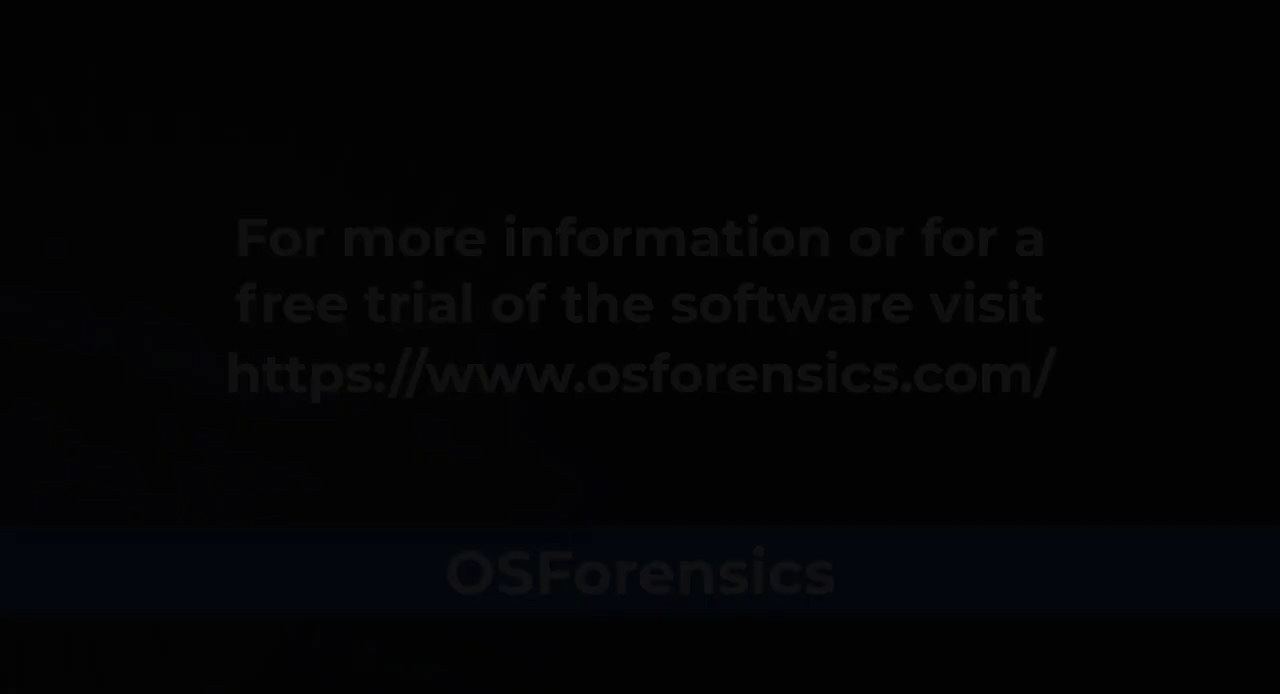 For more information or for a
free trial of the software visit
https://www.osforensics.com/
OSForensics